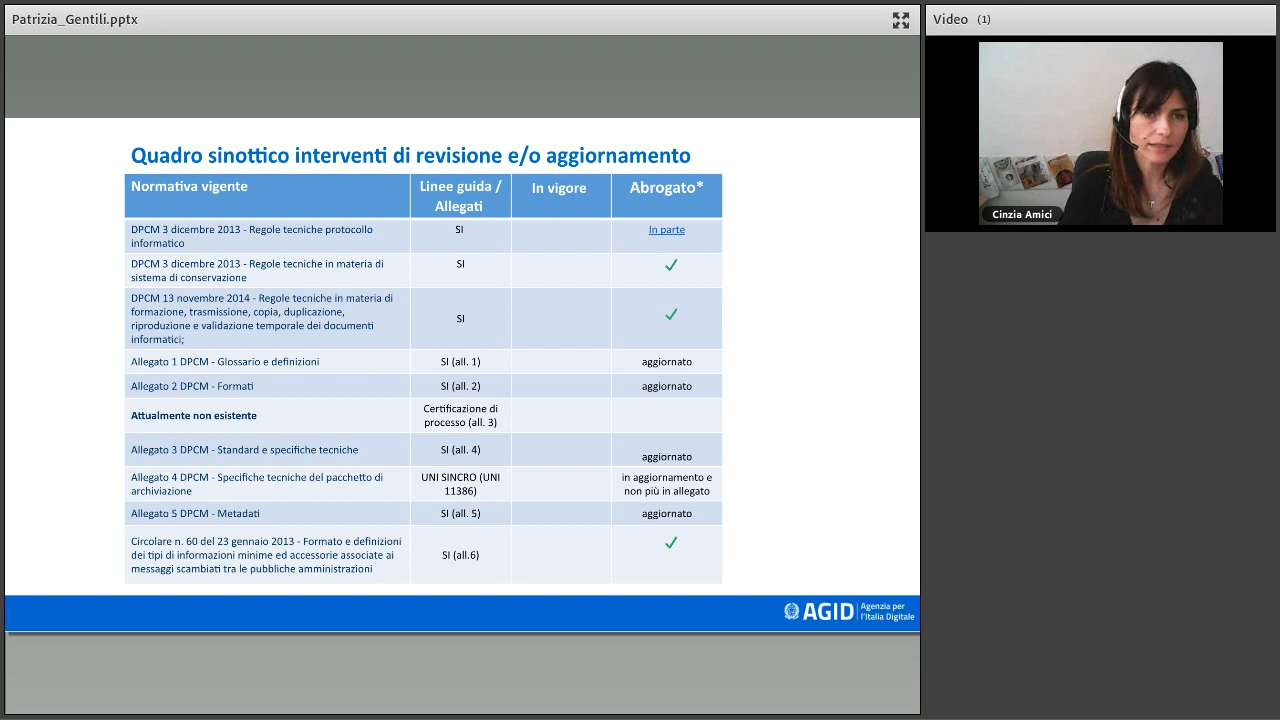 Patrizia_Gentili.pptx
Video (1)
Cinzia Amici
Quadro sinottico interventi di revisione e/o aggiornamento
Normativa vigente
Linee guida /
Allegati
In vigore
Abrogato*
DPCM 3 dicembre 2013 - Regole tecniche protocollo
informatico
SI
In parte
DPCM 3 dicembre 2013 - Regole tecniche in materia di
sistema di conservazione
SI
✓
DPCM 13 novembre 2014 - Regole tecniche in materia di
formazione, trasmissione, copia, duplicazione,
riproduzione e validazione temporale dei documenti
informatici;
SI
✓
Allegato 1 DPCM - Glossario e definizioni
SI (all. 1)
aggiornato
Allegato 2 DPCM - Formati
SI (all. 2)
aggiornato
Attualmente non esistente
Certificazione di
processo (all. 3)
Allegato 3 DPCM - Standard e specifiche tecniche
SI (all. 4)
aggiornato
Allegato 4 DPCM - Specifiche tecniche del pacchetto di
archiviazione
UNI SINCRO (UNI
11386)
in aggiornamento e
non più in allegato
Allegato 5 DPCM - Metadati
SI (all. 5)
aggiornato
Circolare n. 60 del 23 gennaio 2013 - Formato e definizioni
dei tipi di informazioni minime ed accessorie associate ai
messaggi scambiati tra le pubbliche amministrazioni
SI (all.6)
✓
AGID
Agenzia per
l'Italia Digitale